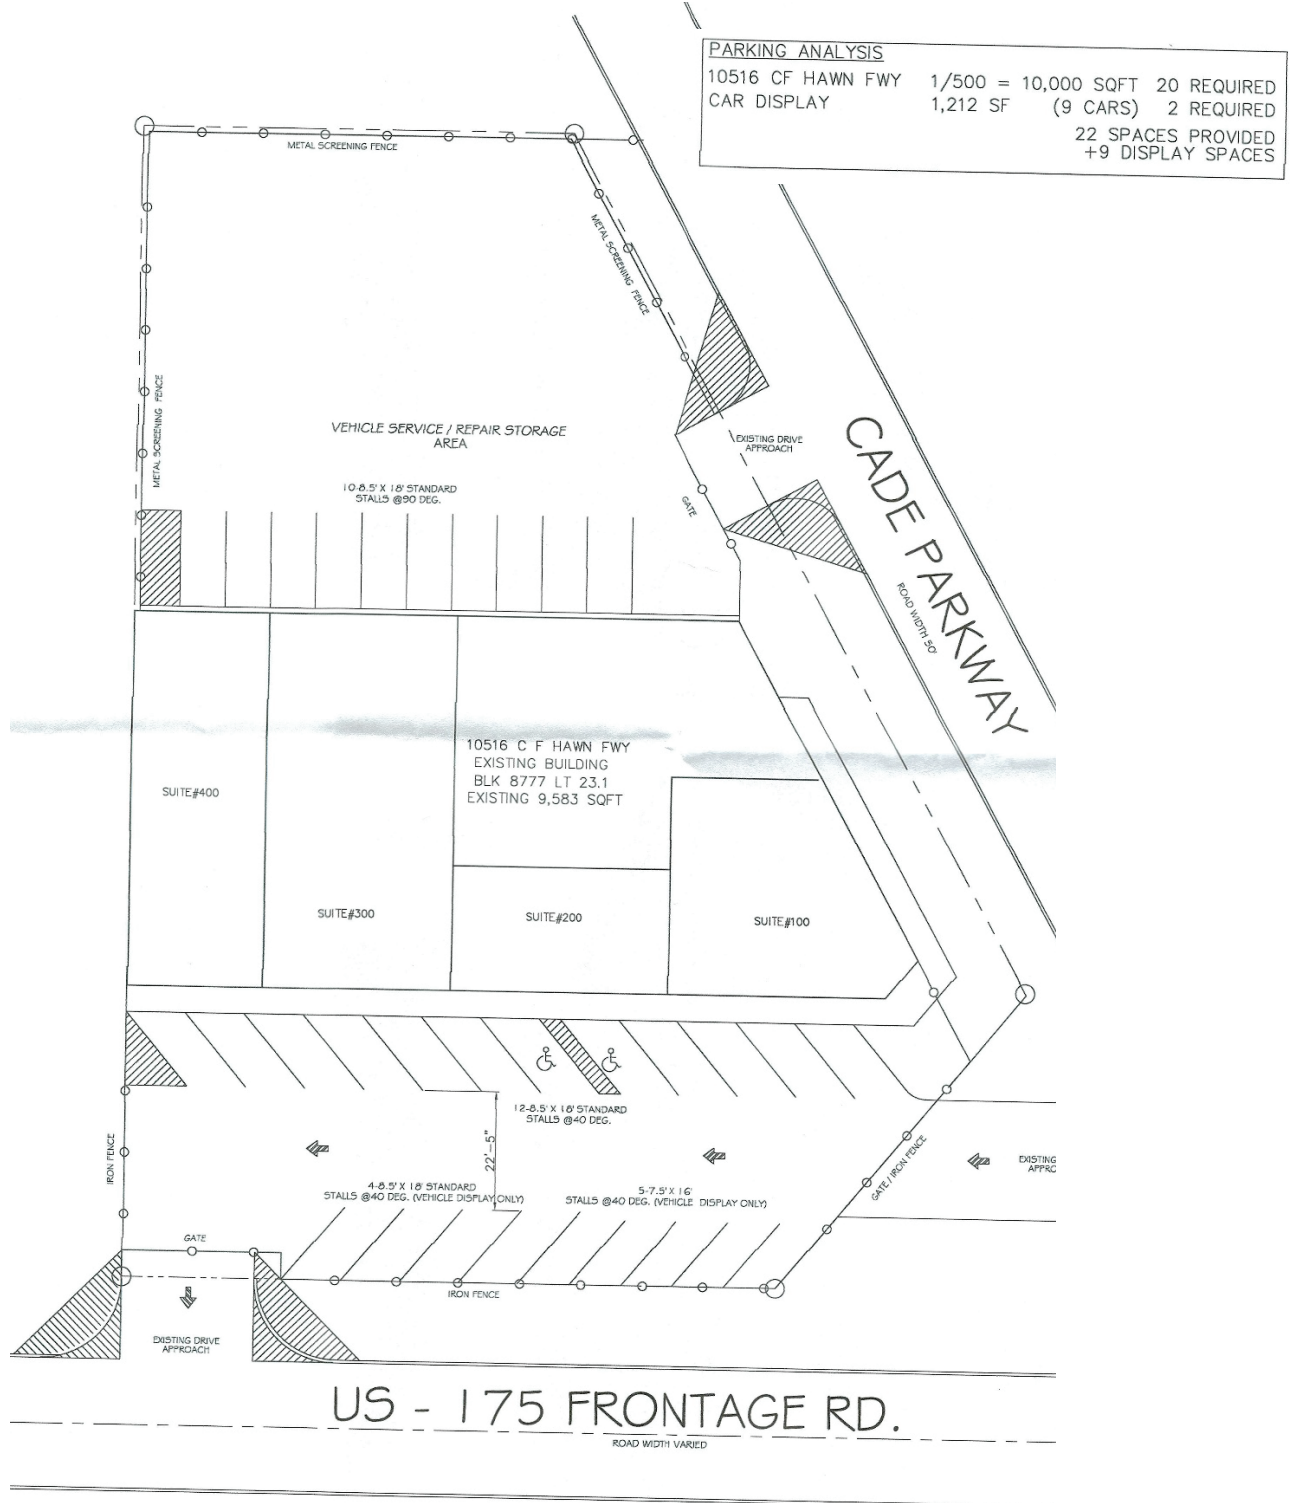 PARKING ANALYSIS
10516 CF HAWN FWY 1/500 = 10,000 SQFT 20 REQUIRED
CAR DISPLAY 1,212 SF (9 CARS) 2 REQUIRED
22 SPACES PROVIDED
+9 DISPLAY SPACES
METAL SCREENING FENCE
METAL SCREENING FENCE
METAL SCREENING FENCE
VEHICLE SERVICE / REPAIR STORAGE
AREA
10-8.5' X 18' STANDARD
STALLS @90 DEG.
EXISTING DRIVE
APPROACH
GATE
CADE PARKWAY
ROAD WIDTH 50'
10516 C F HAWN FWY
EXISTING BUILDING
BLK 8777 LT 23.1
EXISTING 9,583 SQFT
SUITE#400
SUITE#300
SUITE#200
SUITE#100
12-8.5' X 18' STANDARD
STALLS @40 DEG.
22'-5"
IRON FENCE
4-8.5' X 18' STANDARD
STALLS @40 DEG. (VEHICLE DISPLAY ONLY)
5-7.5' X 16'
STALLS @40 DEG. (VEHICLE DISPLAY ONLY)
GATE / IRON FENCE
EXISTING
APPRO
GATE
IRON FENCE
EXISTING DRIVE
APPROACH
US - 175 FRONTAGE RD.
ROAD WIDTH VARIED